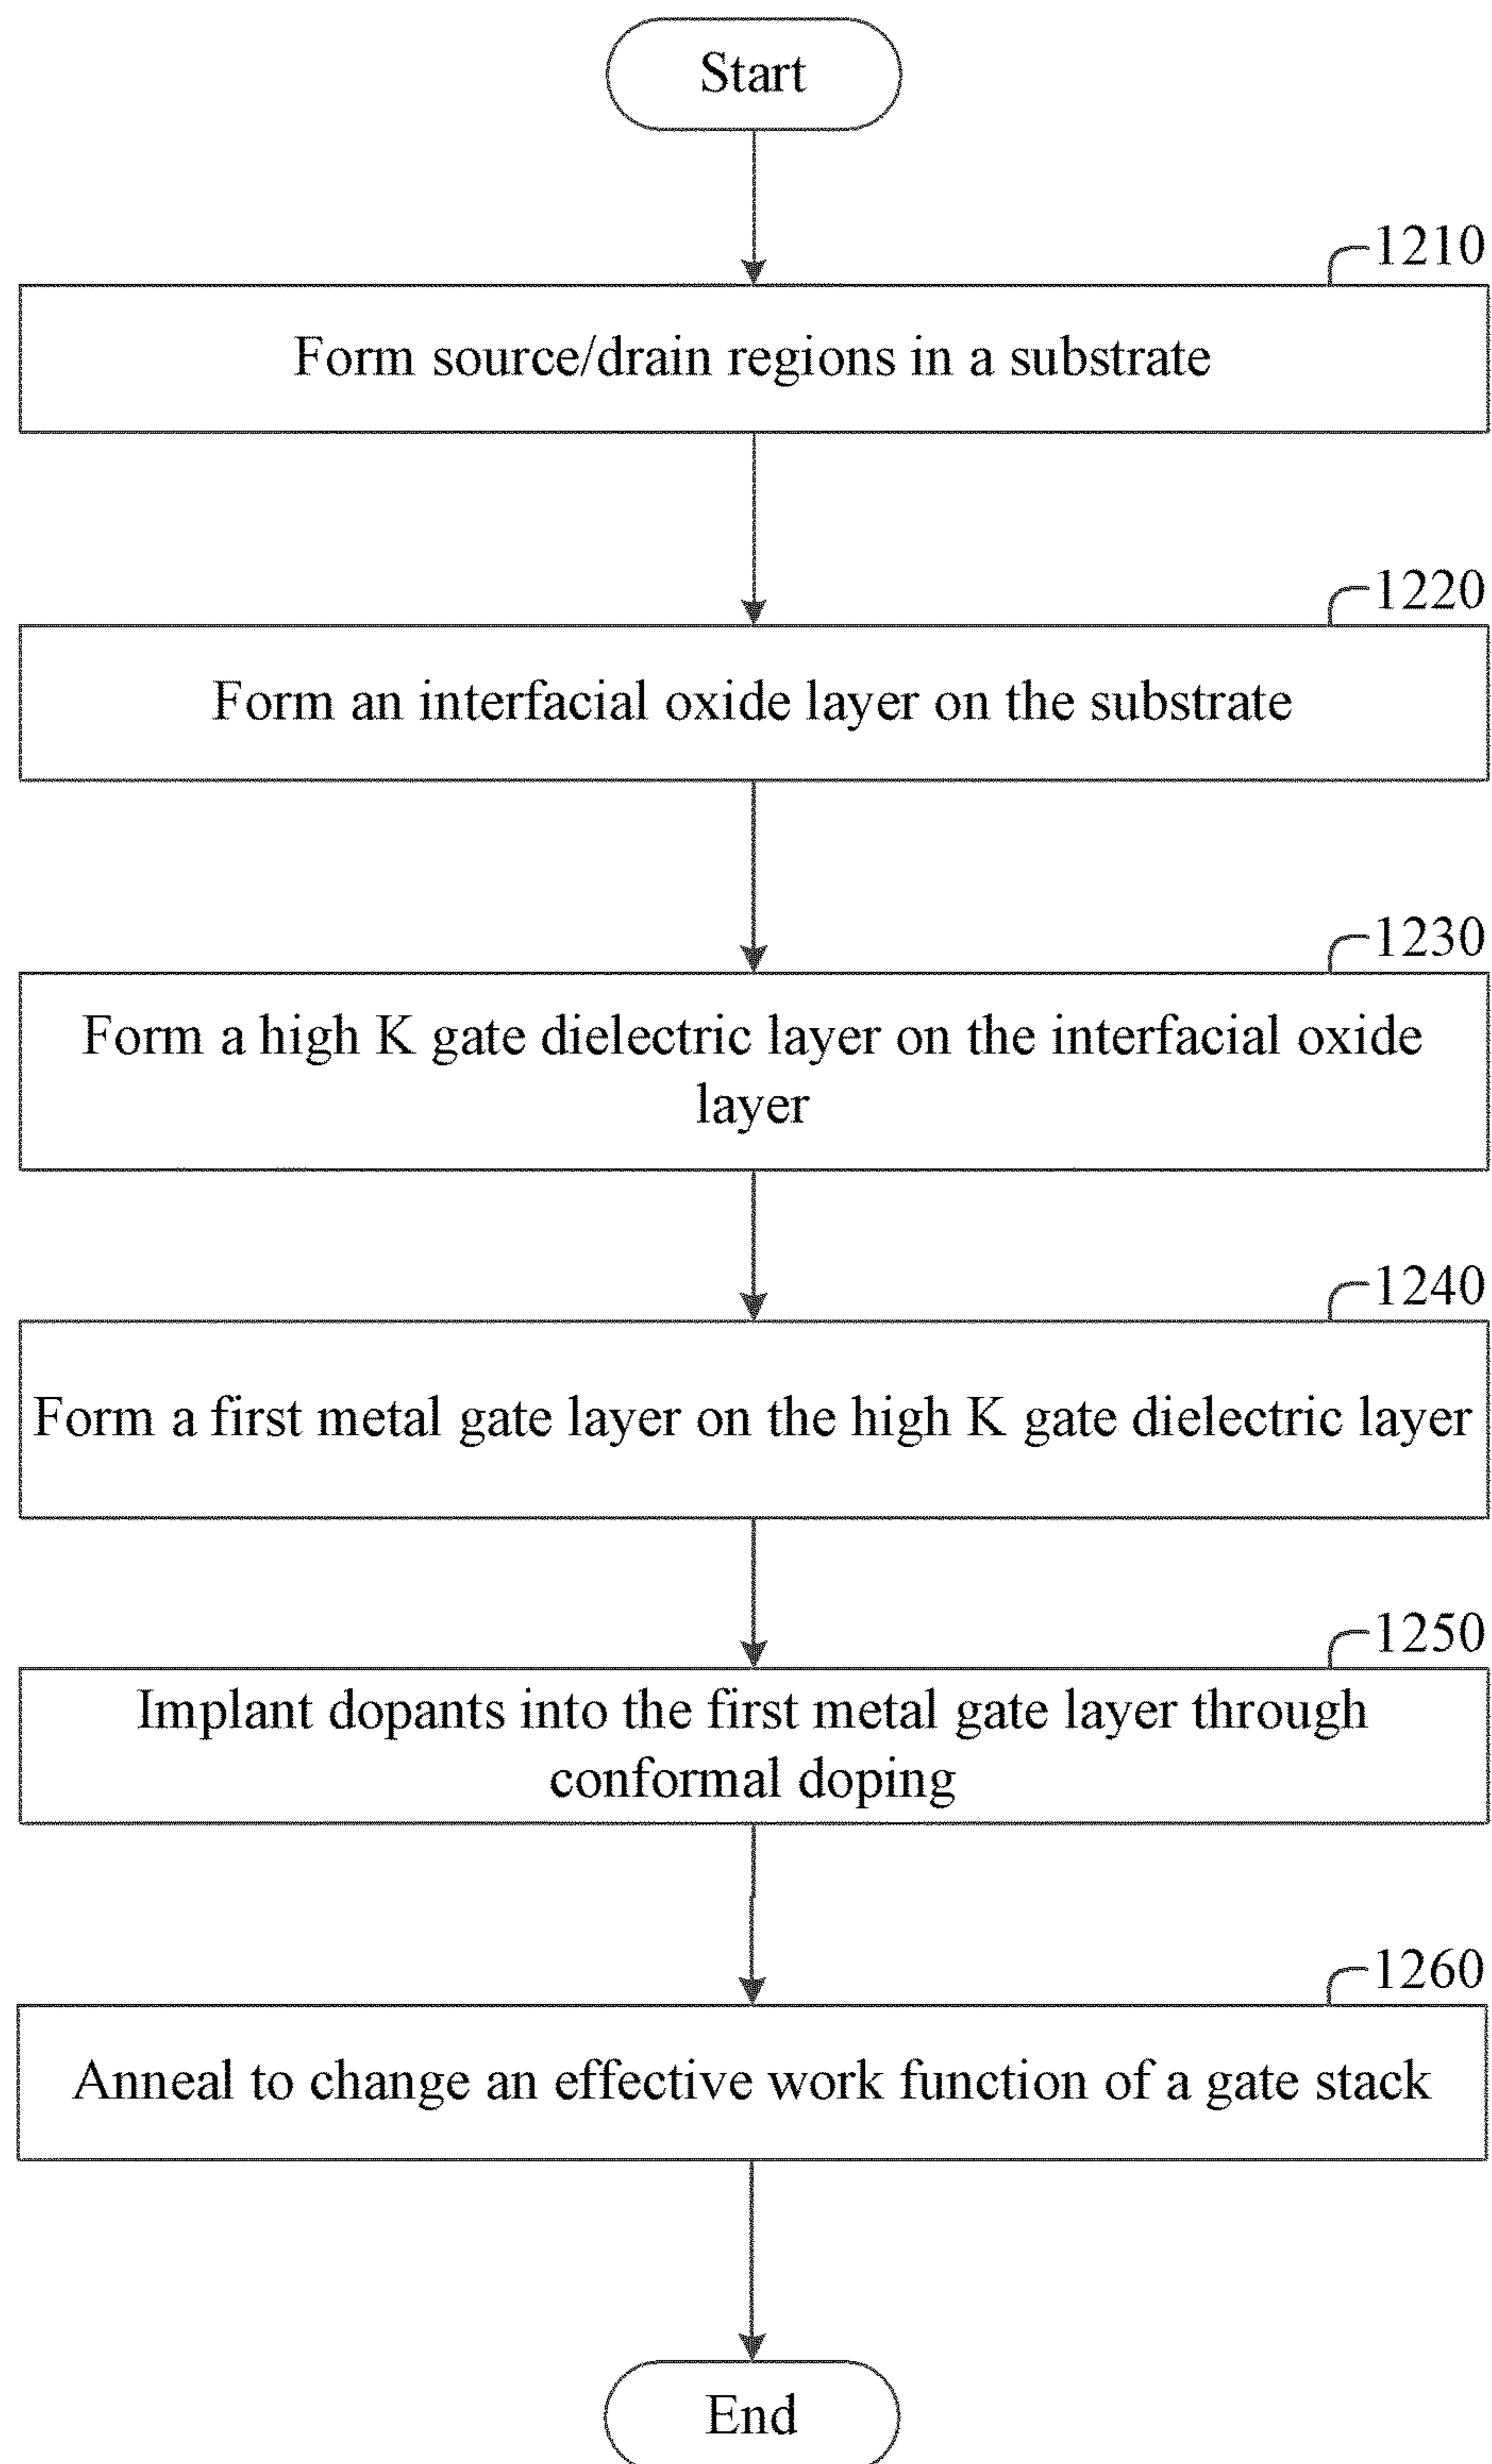 Start
1210
Form source/drain regions in a substrate
1220
Form an interfacial oxide layer on the substrate
1230
Form a high K gate dielectric layer on the interfacial oxide
layer
1240
Form a first metal gate layer on the high K gate dielectric layer
1250
Implant dopants into the first metal gate layer through
conformal doping
1260
Anneal to change an effective work function of a gate stack
End